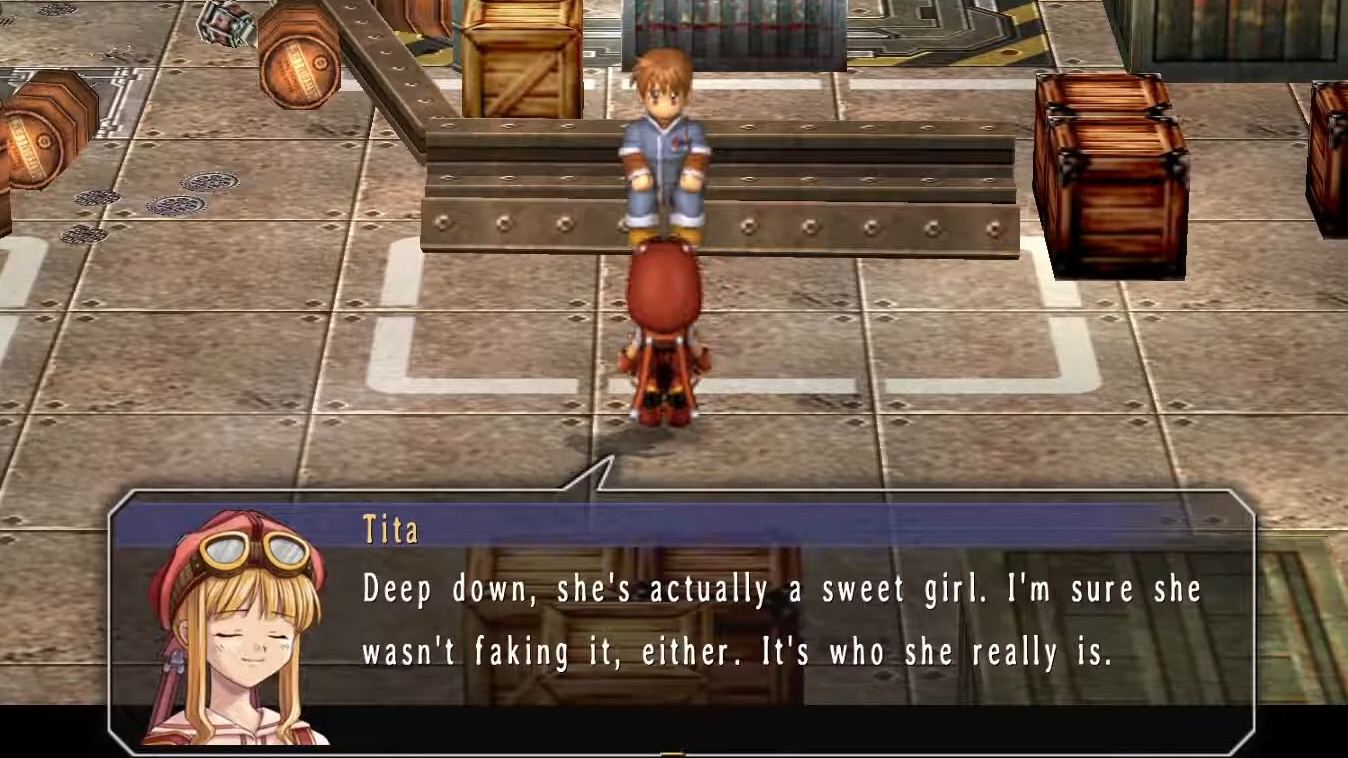 Tita
Deep down, she's actually a sweet girl. I'm sure she
wasn't faking it, either. It's who she really is.